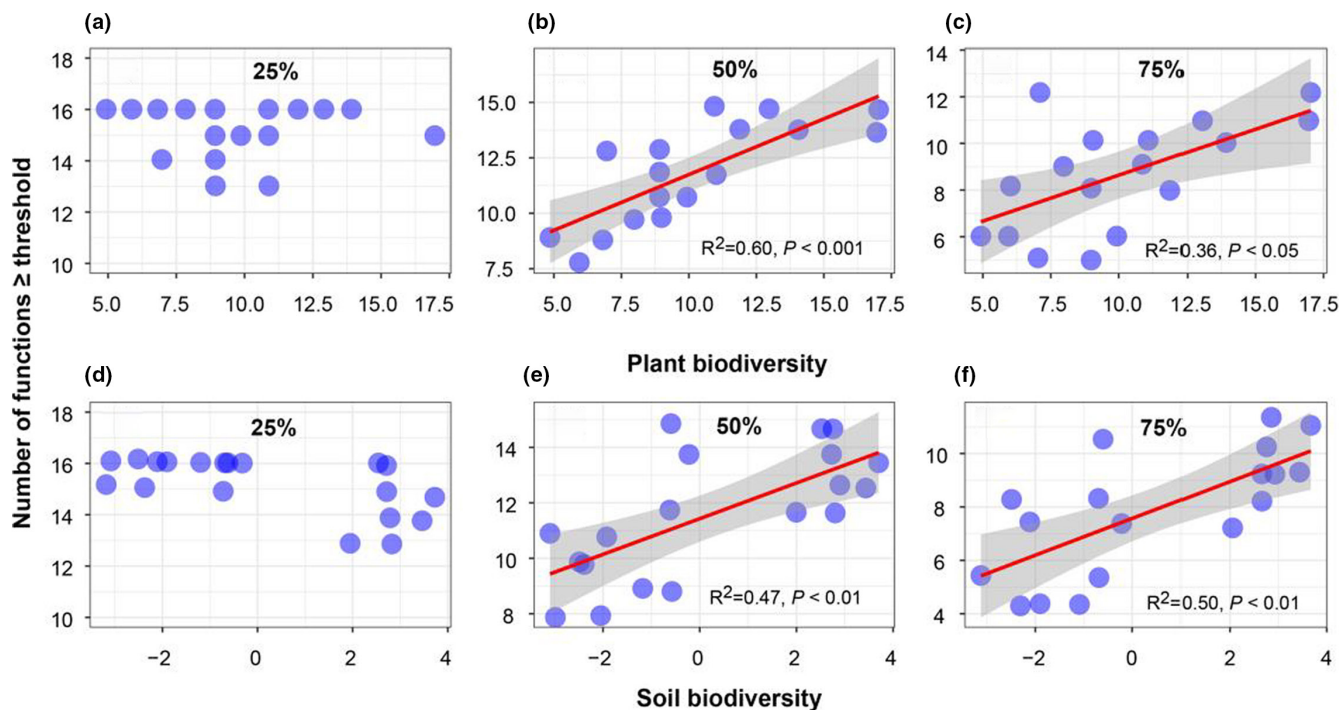 (a)
(b)
(c)
25%
50%
75%
18
16
14
12
10
15.0
12.5
10.0
7.5
14
12
10
8
6
R²=0.60, P < 0.001
R²=0.36, P < 0.05
5.0 7.5 10.0 12.5 15.0 17.5
5.0 7.5 10.0 12.5 15.0 17.5
5.0 7.5 10.0 12.5 15.0 17.5
Number of functions ≥ threshold
Plant biodiversity
(d)
(e)
(f)
25%
50%
75%
18
16
14
12
10
14
12
10
8
10
8
6
4
R²=0.47, P < 0.01
R²=0.50, P < 0.01
−2 0 2 4
−2 0 2 4
−2 0 2 4
Soil biodiversity